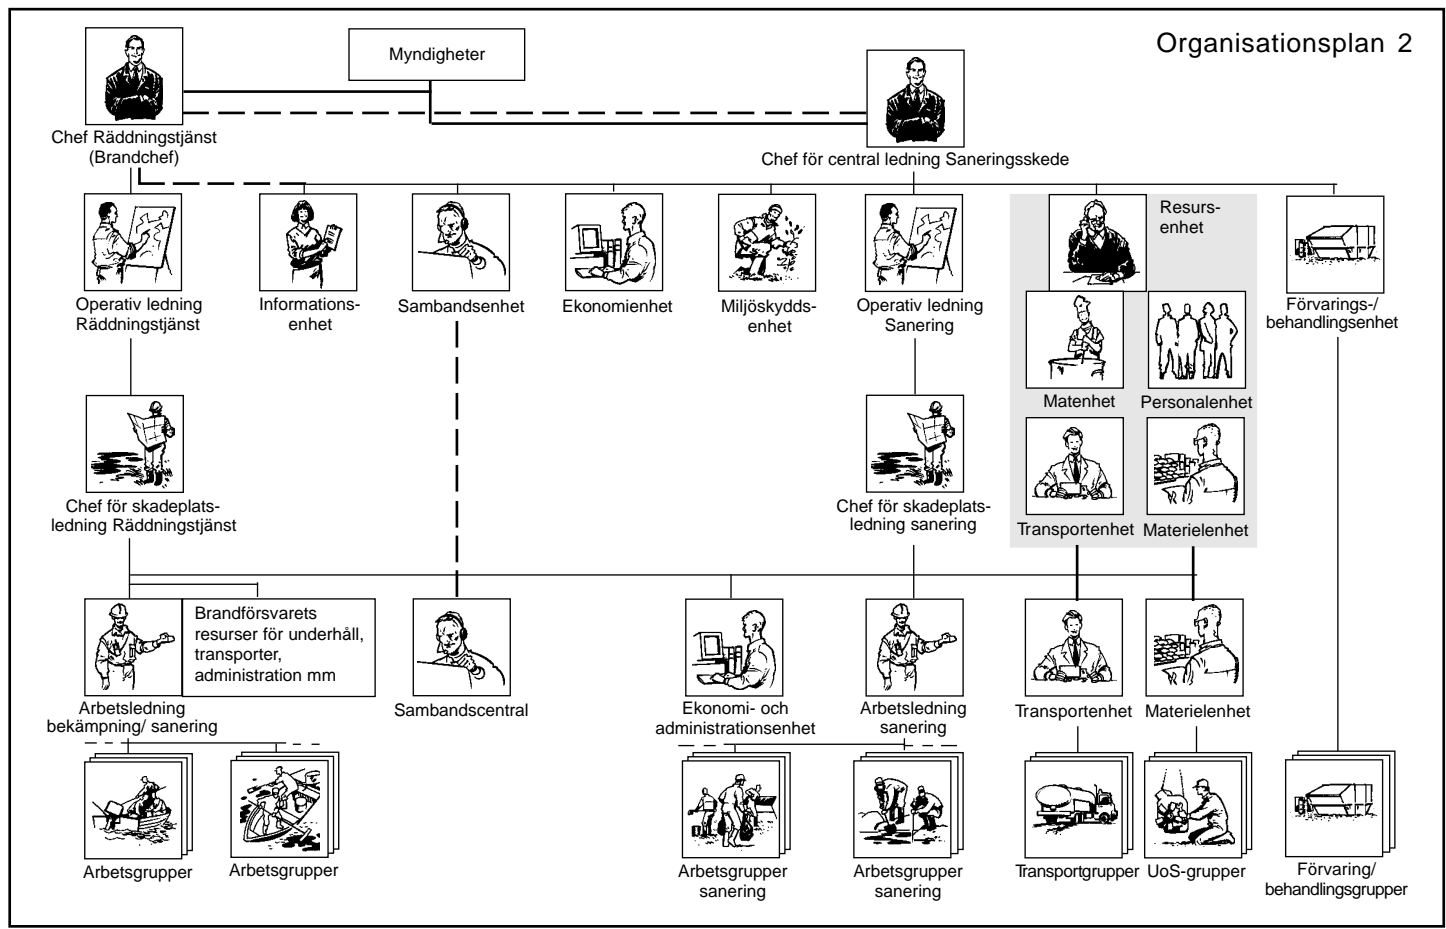 Organisationsplan 2
Myndigheter
Chef Räddningstjänst
(Brandchef)
Chef för central ledning Saneringsskede
Operativ ledning
Räddningstjänst
Informations-
enhet
Sambandsenhet
Ekonomienhet
Miljöskydds-
enhet
Operativ ledning
Sanering
Resurs-
enhet
Matenhet
Personalenhet
Transportenhet
Materielenhet
Förvarings-/
behandlingsenhet
Chef för skadeplats-
ledning Räddningstjänst
Chef för skadeplats-
ledning sanering
Brandförsvarets
resurser för underhåll,
transporter,
administration mm
Arbetsledning
bekämpning/ sanering
Sambandscentral
Ekonomi- och
administrationsenhet
Arbetsledning
sanering
Transportenhet
Materielenhet
Arbetsgrupper
Arbetsgrupper
Arbetsgrupper
sanering
Arbetsgrupper
sanering
Transportgrupper
UoS-grupper
Förvaring/
behandlingsgrupper